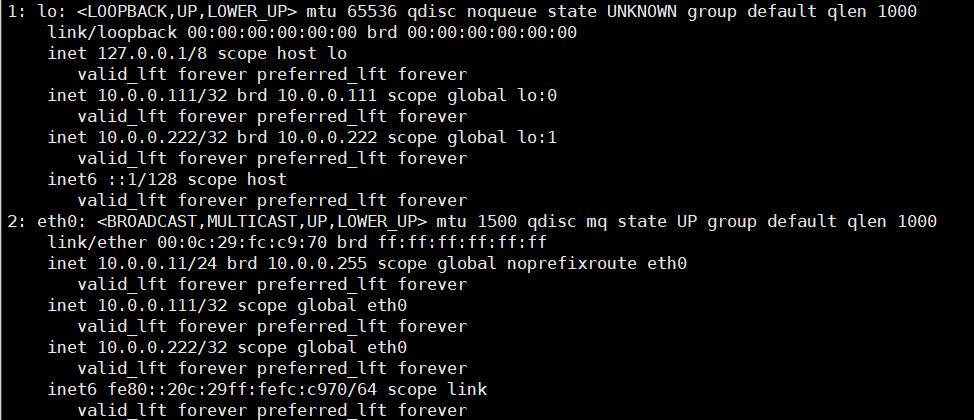 1: lo: <LOOPBACK,UP,LOWER_UP> mtu 65536 qdisc noqueue state UNKNOWN group default qlen 1000
link/loopback 00:00:00:00:00:00 brd 00:00:00:00:00:00
inet 127.0.0.1/8 scope host lo
valid_lft forever preferred_lft forever
inet 10.0.0.111/32 brd 10.0.0.111 scope global lo:0
valid_lft forever preferred_lft forever
inet 10.0.0.222/32 brd 10.0.0.222 scope global lo:1
valid_lft forever preferred_lft forever
inet6 ::1/128 scope host
valid_lft forever preferred_lft forever
2: eth0: <BROADCAST,MULTICAST,UP,LOWER_UP> mtu 1500 qdisc mq state UP group default qlen 1000
link/ether 00:0c:29:fc:c9:70 brd ff:ff:ff:ff:ff:ff
inet 10.0.0.11/24 brd 10.0.0.255 scope global noprefixroute eth0
valid_lft forever preferred_lft forever
inet 10.0.0.111/32 scope global eth0
valid_lft forever preferred_lft forever
inet 10.0.0.222/32 scope global eth0
valid_lft forever preferred_lft forever
inet6 fe80::20c:29ff:fefc:c970/64 scope link
valid_lft forever preferred_lft forever